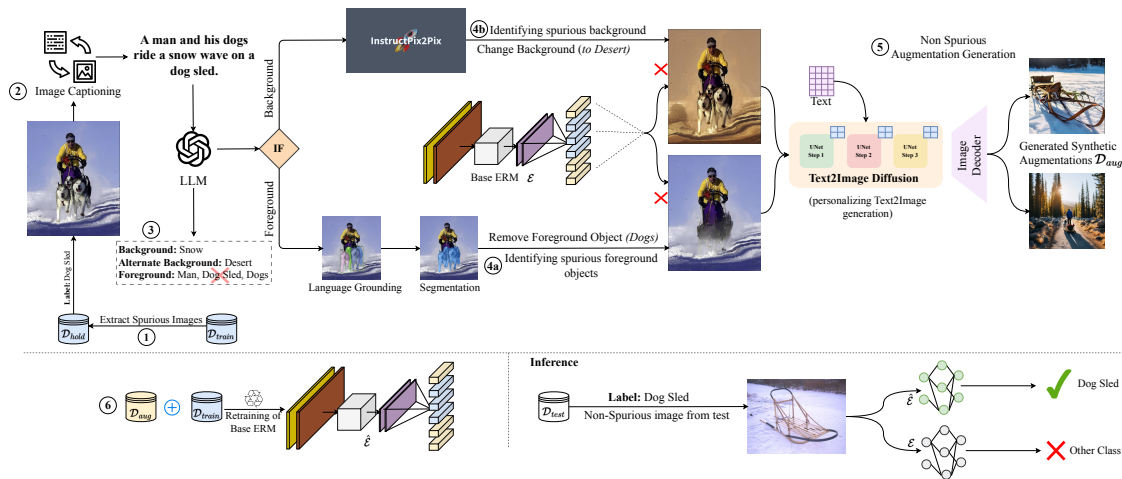 A man and his dogs
ride a snow wave on a
dog sled.
2 Image Captioning
LLM
3
Background: Snow
Alternate Background: Desert
Foreground: Man, Dog Sled, Dogs
Label: Dog Sled
D_hold
Extract Spurious Images
1
D_train
IF
Background
Foreground
InstructPix2Pix
4b Identifying spurious background
Change Background (to Desert)
Base ERM ℰ
Language Grounding
Segmentation
Remove Foreground Object (Dogs)
4a Identifying spurious foreground
objects
5 Non Spurious
Augmentation Generation
Text
UNet
Step 1
UNet
Step 2
UNet
Step 3
Text2Image Diffusion
(personalizing Text2Image
generation)
Image
Decoder
Generated Synthetic
Augmentations D_aug
6
D_aug
+
D_train
Retraining of
Base ERM
ℰ̂
Inference
D_test
Label: Dog Sled
Non-Spurious image from test
ℰ̂
Dog Sled
ℰ
Other Class